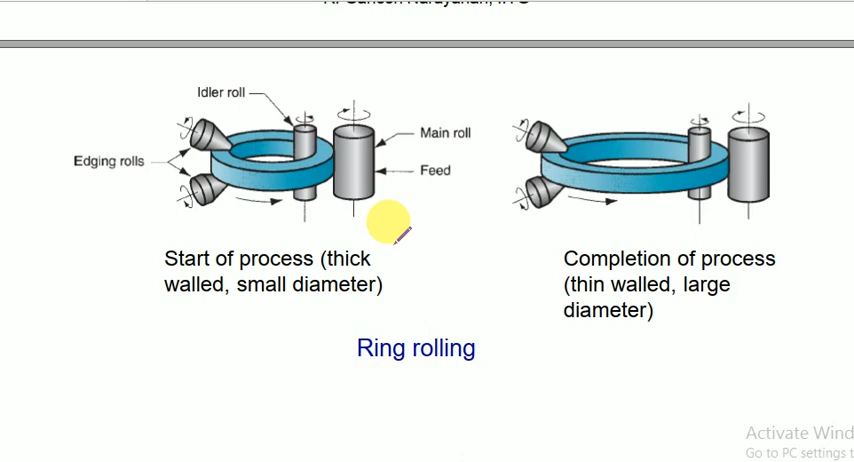 Idler roll
Main roll
Edging rolls
Feed
Start of process (thick
walled, small diameter)
Completion of process
(thin walled, large
diameter)
Ring rolling
Activate Wind
Go to PC settings t